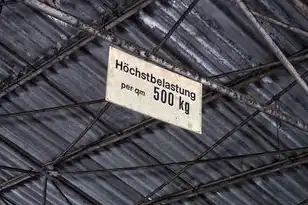 Höchstbelastung
per qm 500 kg